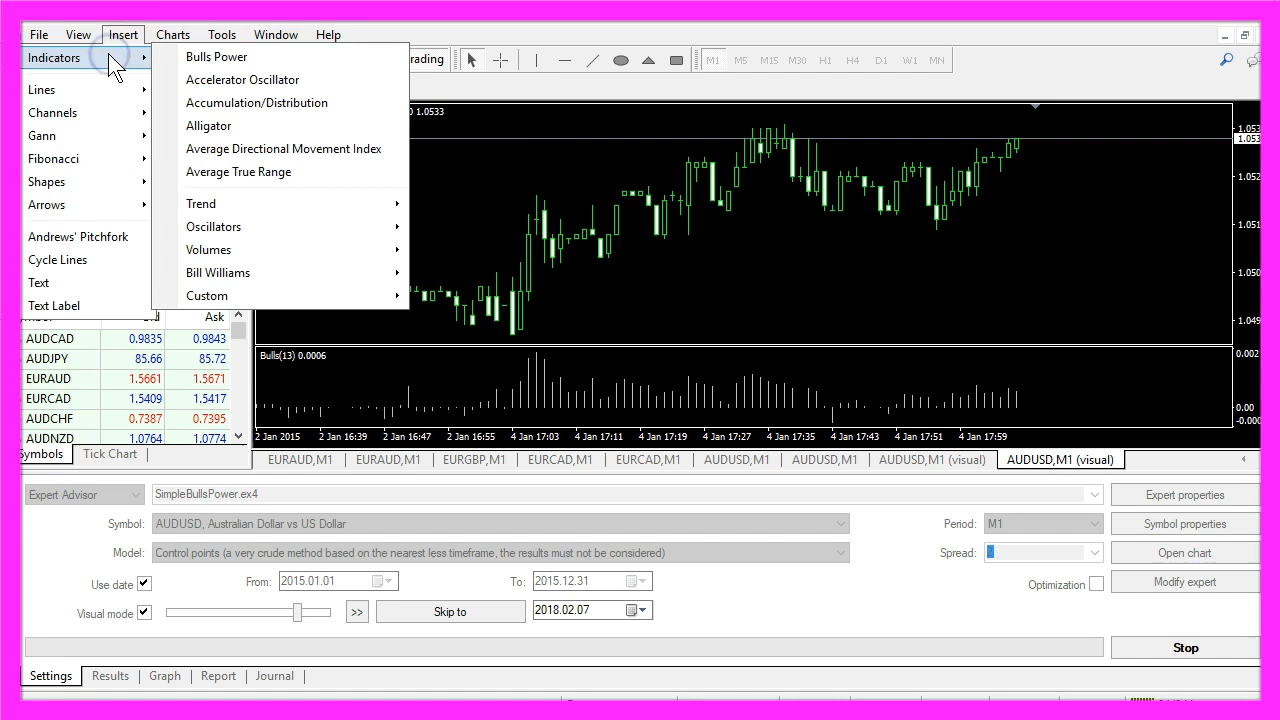 File View Insert Charts Tools Window Help
Indicators
Lines
Channels
Gann
Fibonacci
Shapes
Arrows
Andrews' Pitchfork
Cycle Lines
Text
Text Label
Bulls Power
Accelerator Oscillator
Accumulation/Distribution
Alligator
Average Directional Movement Index
Average True Range
Trend
Oscillators
Volumes
Bill Williams
Custom
M1 M5 M15 M30 H1 H4 D1 W1 MN
1.0533
Ask
AUDCAD 0.9835 0.9843
AUDJPY 85.66 85.72
EURAUD 1.5661 1.5671
EURCAD 1.5409 1.5417
AUDCHF 0.7387 0.7395
AUDNZD 1.0764 1.0774
Symbols Tick Chart
Bulls(13) 0.0006
0.00
2 Jan 2015 2 Jan 16:39 2 Jan 16:47 2 Jan 16:55 4 Jan 17:03 4 Jan 17:11 4 Jan 17:19 4 Jan 17:27 4 Jan 17:35 4 Jan 17:43 4 Jan 17:51 4 Jan 17:59
EURAUD,M1 EURAUD,M1 EURGBP,M1 EURCAD,M1 EURCAD,M1 AUDUSD,M1 AUDUSD,M1 AUDUSD,M1 (visual) AUDUSD,M1 (visual)
Expert Advisor SimpleBullsPower.ex4 Expert properties
Symbol: AUDUSD, Australian Dollar vs US Dollar Period: M1 Symbol properties
Model: Control points (a very crude method based on the nearest less timeframe, the results must not be considered) Spread: 2 Open chart
Use date From: 2015.01.01 To: 2015.12.31 Optimization Modify expert
Visual mode >> Skip to 2018.02.07
Stop
Settings Results Graph Report Journal